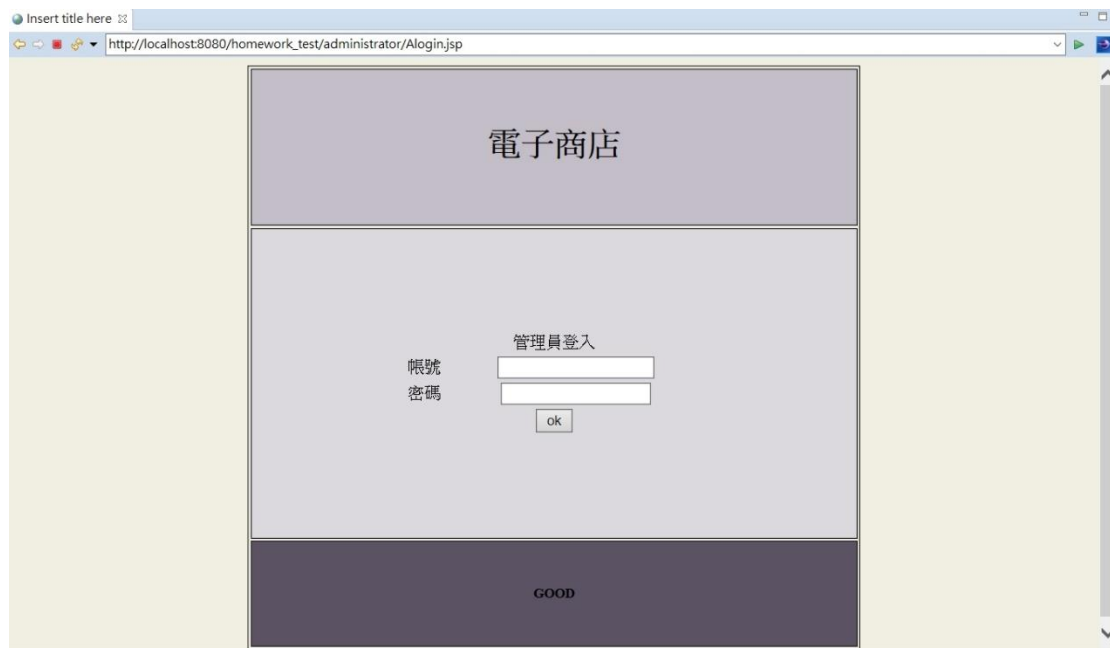 Insert title here
http://localhost:8080/homework_test/administrator/Alogin.jsp
電子商店
管理員登入
帳號
密碼
ok
GOOD